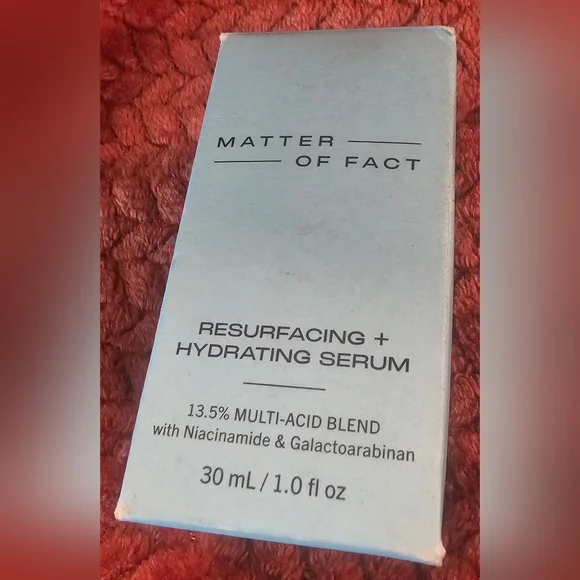 MATTER
OF FACT
RESURFACING +
HYDRATING SERUM
13.5% MULTI-ACID BLEND
with Niacinamide & Galactoarabinan
30 mL / 1.0 fl oz